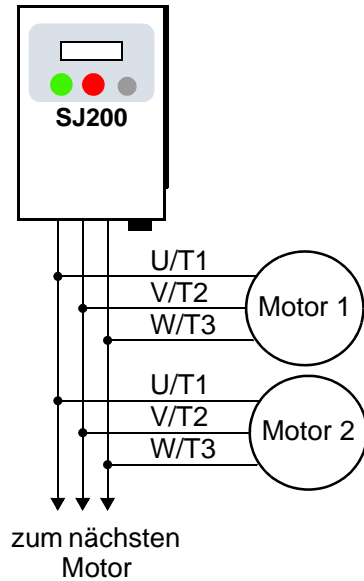 SJ200
U/T1
V/T2
Motor 1
W/T3
U/T1
V/T2
Motor 2
W/T3
zum nächsten
Motor